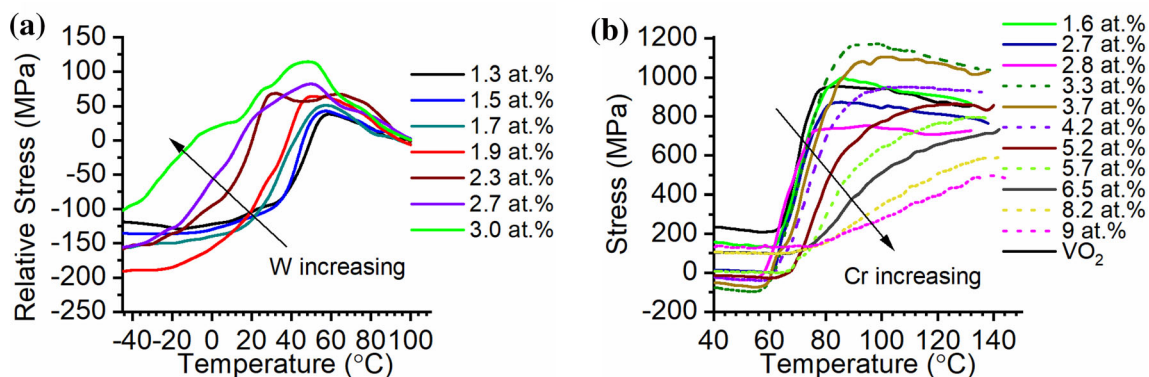 (a)
Relative Stress (MPa)
150
100
50
0
-50
-100
-150
-200
-250
-40
-20
0
20
40
60
80
100
Temperature (°C)
W increasing
1.3 at.%
1.5 at.%
1.7 at.%
1.9 at.%
2.3 at.%
2.7 at.%
3.0 at.%
(b)
Stress (MPa)
1200
1000
800
600
400
200
0
-200
40
60
80
100
120
140
Temperature (°C)
Cr increasing
1.6 at.%
2.7 at.%
2.8 at.%
3.3 at.%
3.7 at.%
4.2 at.%
5.2 at.%
5.7 at.%
6.5 at.%
8.2 at.%
9 at.%
VO₂